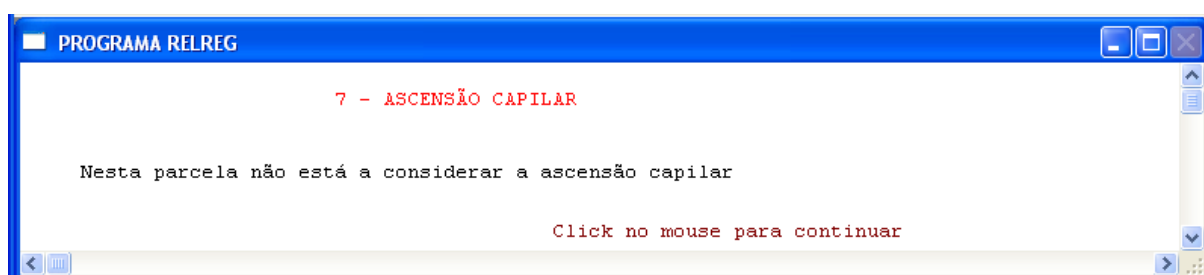 PROGRAMA RELREG
7 - ASCENSÃO CAPILAR
Nesta parcela não está a considerar a ascensão capilar
Click no mouse para continuar